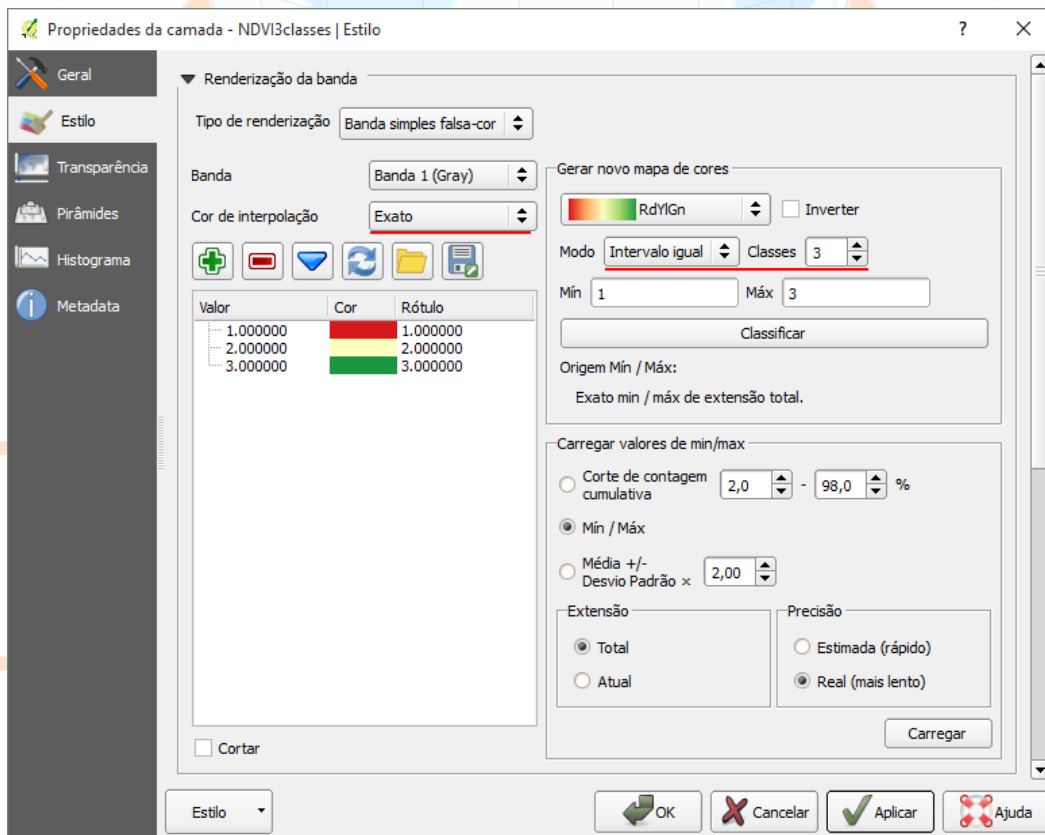 Propriedades da camada - NDVI3classes | Estilo
?
Geral
Estilo
Transparência
Pirâmides
Histograma
Metadata
Renderização da banda
Tipo de renderização Banda simples falsa-cor
Banda Banda 1 (Gray)
Cor de interpolação Exato
Valor Cor Rótulo
1.000000 1.000000
2.000000 2.000000
3.000000 3.000000
Cortar
Gerar novo mapa de cores
RdYlGn Inverter
Modo Intervalo igual Classes 3
Mín 1 Máx 3
Classificar
Origem Mín / Máx:
Exato min / máx de extensão total.
Carregar valores de min/max
Corte de contagem
cumulativa 2,0 - 98,0 %
Mín / Máx
Média +/-
Desvio Padrão × 2,00
Extensão
Total
Atual
Precisão
Estimada (rápido)
Real (mais lento)
Carregar
Estilo
OK Cancelar Aplicar Ajuda